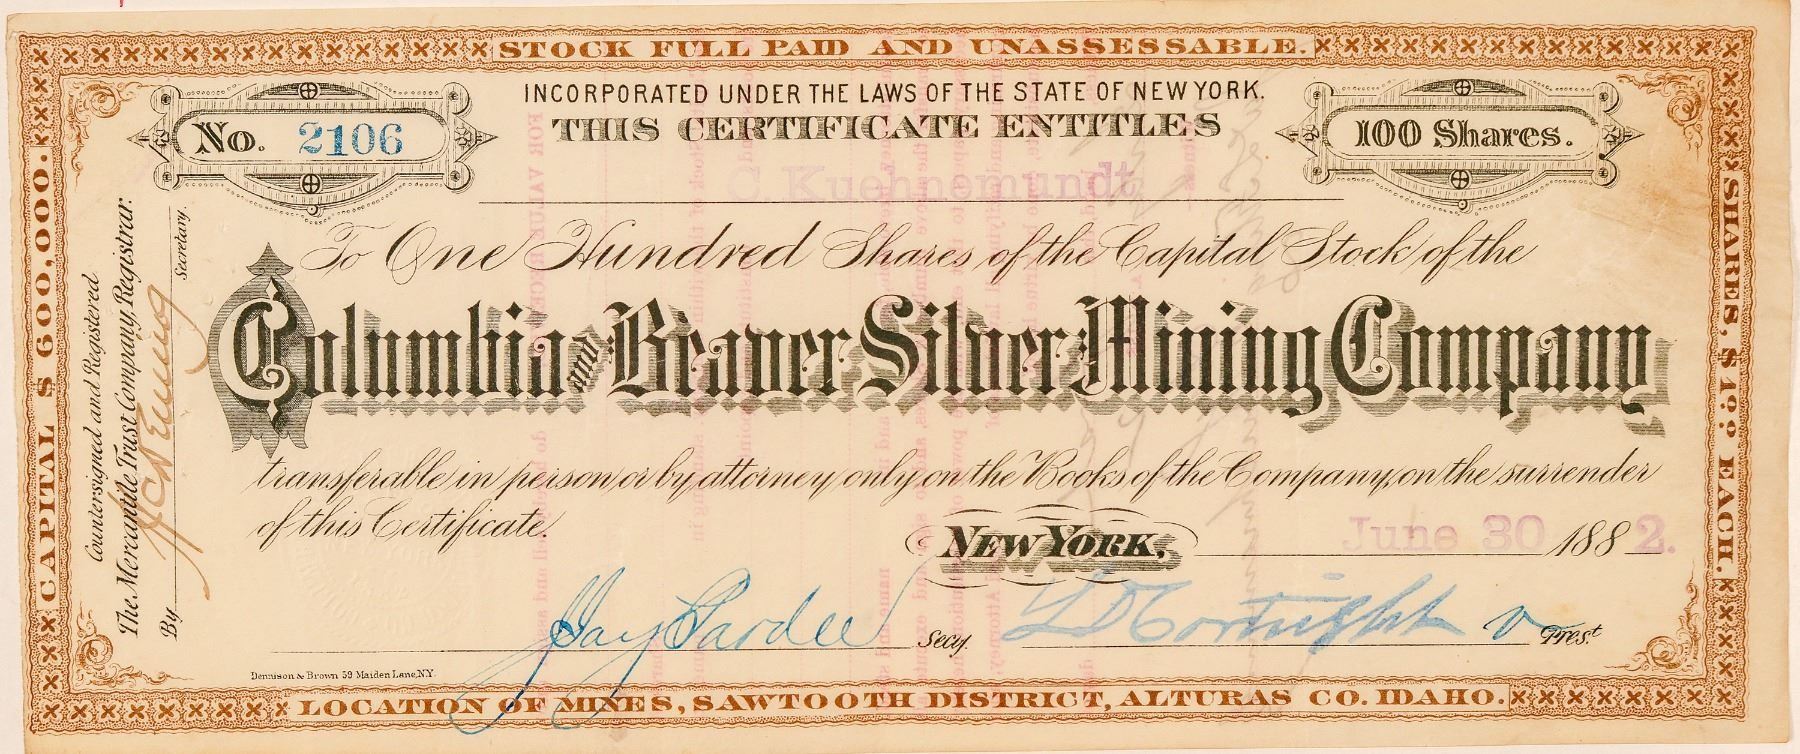 STOCK FULL PAID AND UNASSESSABLE.
INCORPORATED UNDER THE LAWS OF THE STATE OF NEW YORK.
No. 2106
THIS CERTIFICATE ENTITLES
100 Shares.
C Kuehnemundt
To One Hundred Shares of the Capital Stock of the
Columbia and Beaver Silver Mining Company
transferable in person or by attorney only on the Books of the Company, on the surrender
of this Certificate.
NEW YORK, June 30 1882.
Jay Pardee Secy.
L D Cortright V Prest
Dennison & Brown 59 Maiden Lane, N.Y.
LOCATION OF MINES, SAWTOOTH DISTRICT, ALTURAS CO. IDAHO.
CAPITAL $600,000.
Countersigned and Registered
The Mercantile Trust Company, Registrar.
By Secretary.
SHARES, $1.00 EACH.